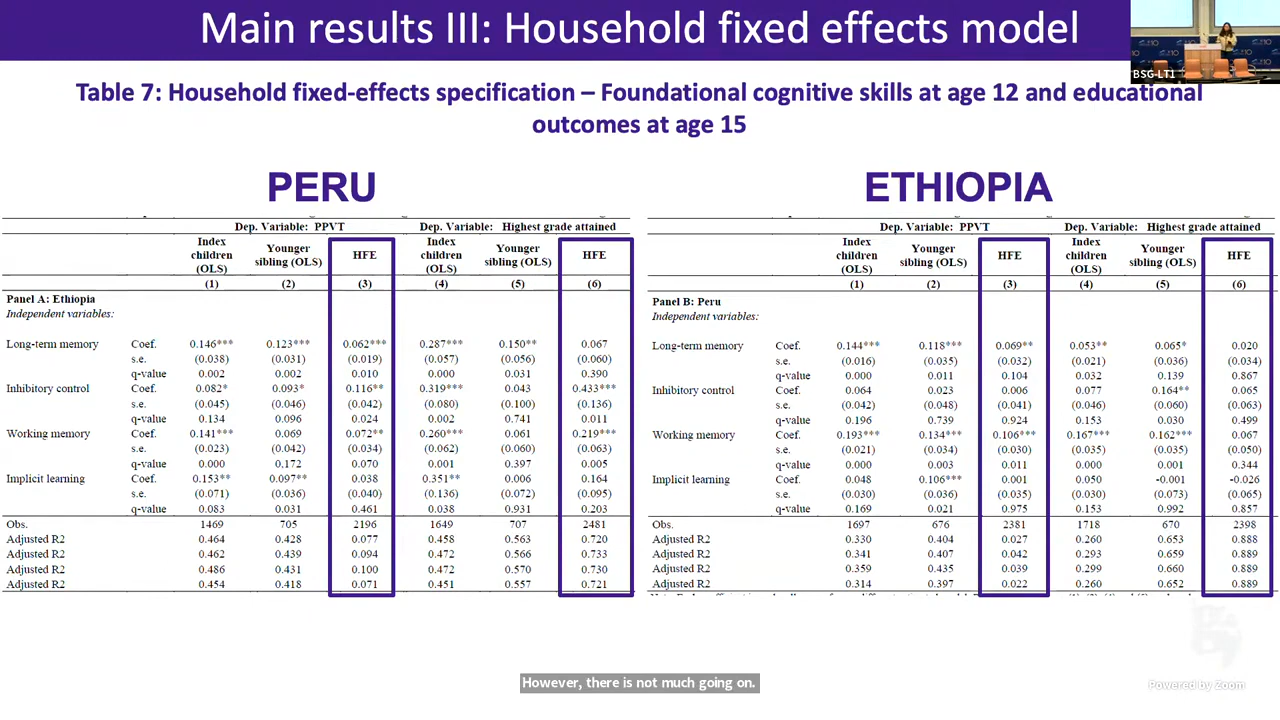 Main results III: Household fixed effects model
BSG-LT1
Table 7: Household fixed-effects specification – Foundational cognitive skills at age 12 and educational
outcomes at age 15
PERU
Dep. Variable: PPVT Dep. Variable: Highest grade attained
Index children (OLS) Younger sibling (OLS) HFE Index children (OLS) Younger sibling (OLS) HFE
(1) (2) (3) (4) (5) (6)
Panel A: Ethiopia
Independent variables:
Long-term memory Coef. 0.146*** 0.123*** 0.062*** 0.287*** 0.150** 0.067
s.e. (0.038) (0.031) (0.019) (0.057) (0.056) (0.060)
q-value 0.002 0.002 0.010 0.000 0.031 0.390
Inhibitory control Coef. 0.082* 0.093* 0.116** 0.319*** 0.043 0.433***
s.e. (0.045) (0.046) (0.042) (0.080) (0.100) (0.136)
q-value 0.134 0.096 0.024 0.002 0.741 0.011
Working memory Coef. 0.141*** 0.069 0.072** 0.260*** 0.061 0.219***
s.e. (0.023) (0.042) (0.034) (0.062) (0.060) (0.063)
q-value 0.000 0.172 0.070 0.001 0.397 0.005
Implicit learning Coef. 0.153** 0.097** 0.038 0.351** 0.006 0.164
s.e. (0.071) (0.036) (0.040) (0.136) (0.072) (0.095)
q-value 0.083 0.031 0.461 0.038 0.931 0.203
Obs. 1469 705 2196 1649 707 2481
Adjusted R2 0.464 0.428 0.077 0.458 0.563 0.720
Adjusted R2 0.462 0.439 0.094 0.472 0.566 0.733
Adjusted R2 0.486 0.431 0.100 0.472 0.570 0.730
Adjusted R2 0.454 0.418 0.071 0.451 0.557 0.721
ETHIOPIA
Dep. Variable: PPVT Dep. Variable: Highest grade attained
Index children (OLS) Younger sibling (OLS) HFE Index children (OLS) Younger sibling (OLS) HFE
(1) (2) (3) (4) (5) (6)
Panel B: Peru
Independent variables:
Long-term memory Coef. 0.144*** 0.118*** 0.069** 0.053** 0.065* 0.020
s.e. (0.016) (0.035) (0.032) (0.021) (0.036) (0.034)
q-value 0.000 0.011 0.104 0.032 0.139 0.867
Inhibitory control Coef. 0.064 0.023 0.006 0.077 0.164** 0.065
s.e. (0.042) (0.048) (0.041) (0.046) (0.060) (0.063)
q-value 0.196 0.739 0.924 0.153 0.030 0.499
Working memory Coef. 0.193*** 0.134*** 0.106*** 0.167*** 0.162*** 0.067
s.e. (0.021) (0.034) (0.030) (0.035) (0.035) (0.050)
q-value 0.000 0.003 0.011 0.000 0.001 0.344
Implicit learning Coef. 0.048 0.106*** 0.001 0.050 -0.001 -0.026
s.e. (0.030) (0.036) (0.035) (0.030) (0.073) (0.065)
q-value 0.169 0.021 0.975 0.153 0.992 0.857
Obs. 1697 676 2381 1718 670 2398
Adjusted R2 0.330 0.404 0.027 0.260 0.653 0.888
Adjusted R2 0.341 0.407 0.042 0.293 0.659 0.889
Adjusted R2 0.359 0.435 0.039 0.299 0.660 0.889
Adjusted R2 0.314 0.397 0.022 0.260 0.652 0.889
However, there is not much going on.
Powered by Zoom